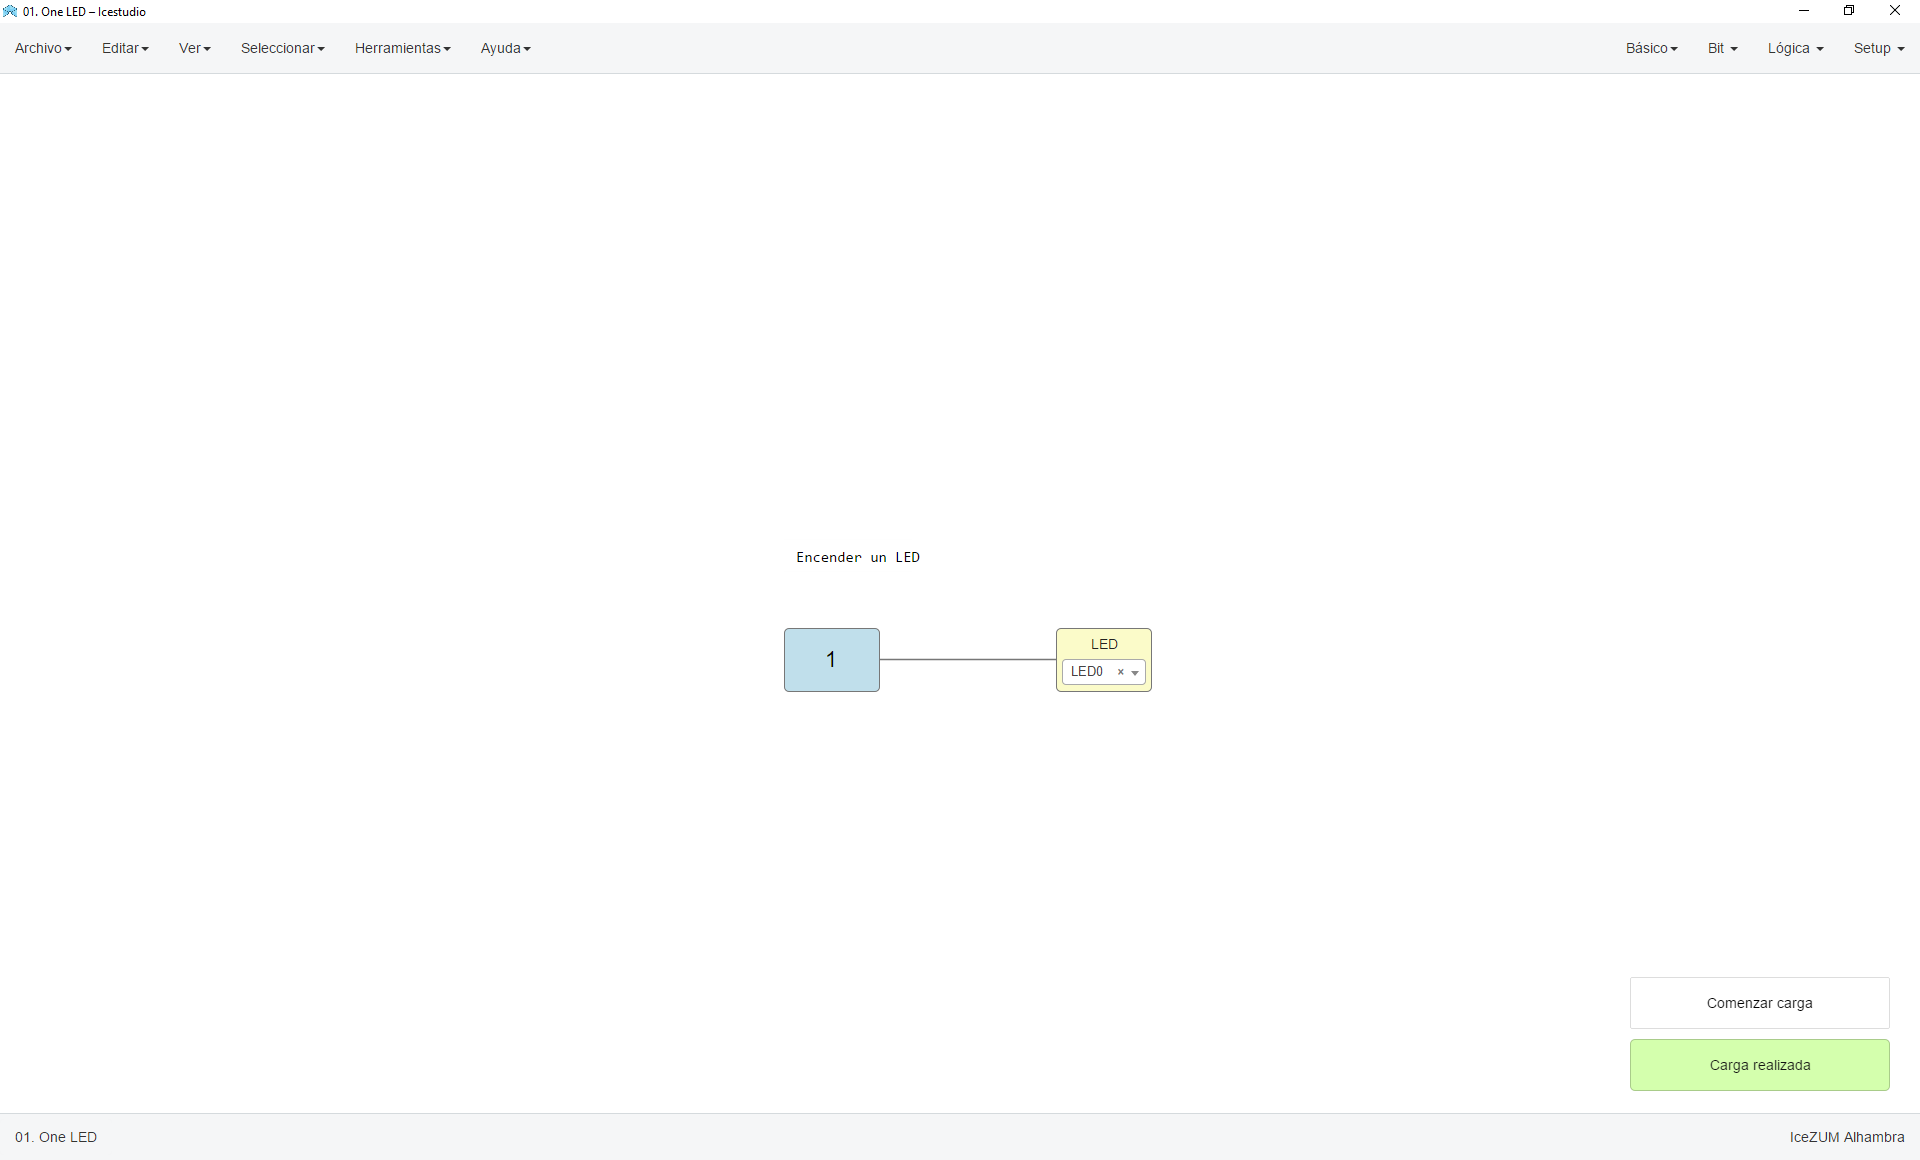 01. One LED – Icestudio
Archivo Editar Ver Seleccionar Herramientas Ayuda Básico Bit Lógica Setup
Encender un LED
1
LED
LED0 ×
Comenzar carga
Carga realizada
01. One LED IceZUM Alhambra